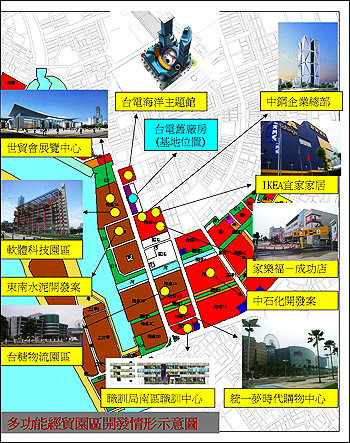 台電海洋主題館
中鋼企業總部
台電舊廠房
(基地位置)
世貿會展覽中心
IKEA宜家家居
軟體科技園區
家樂福－成功店
東南水泥開發案
中石化開發案
台糖物流園區
職訓局南區職訓中心
統一夢時代購物中心
多功能經貿園區開發情形示意圖